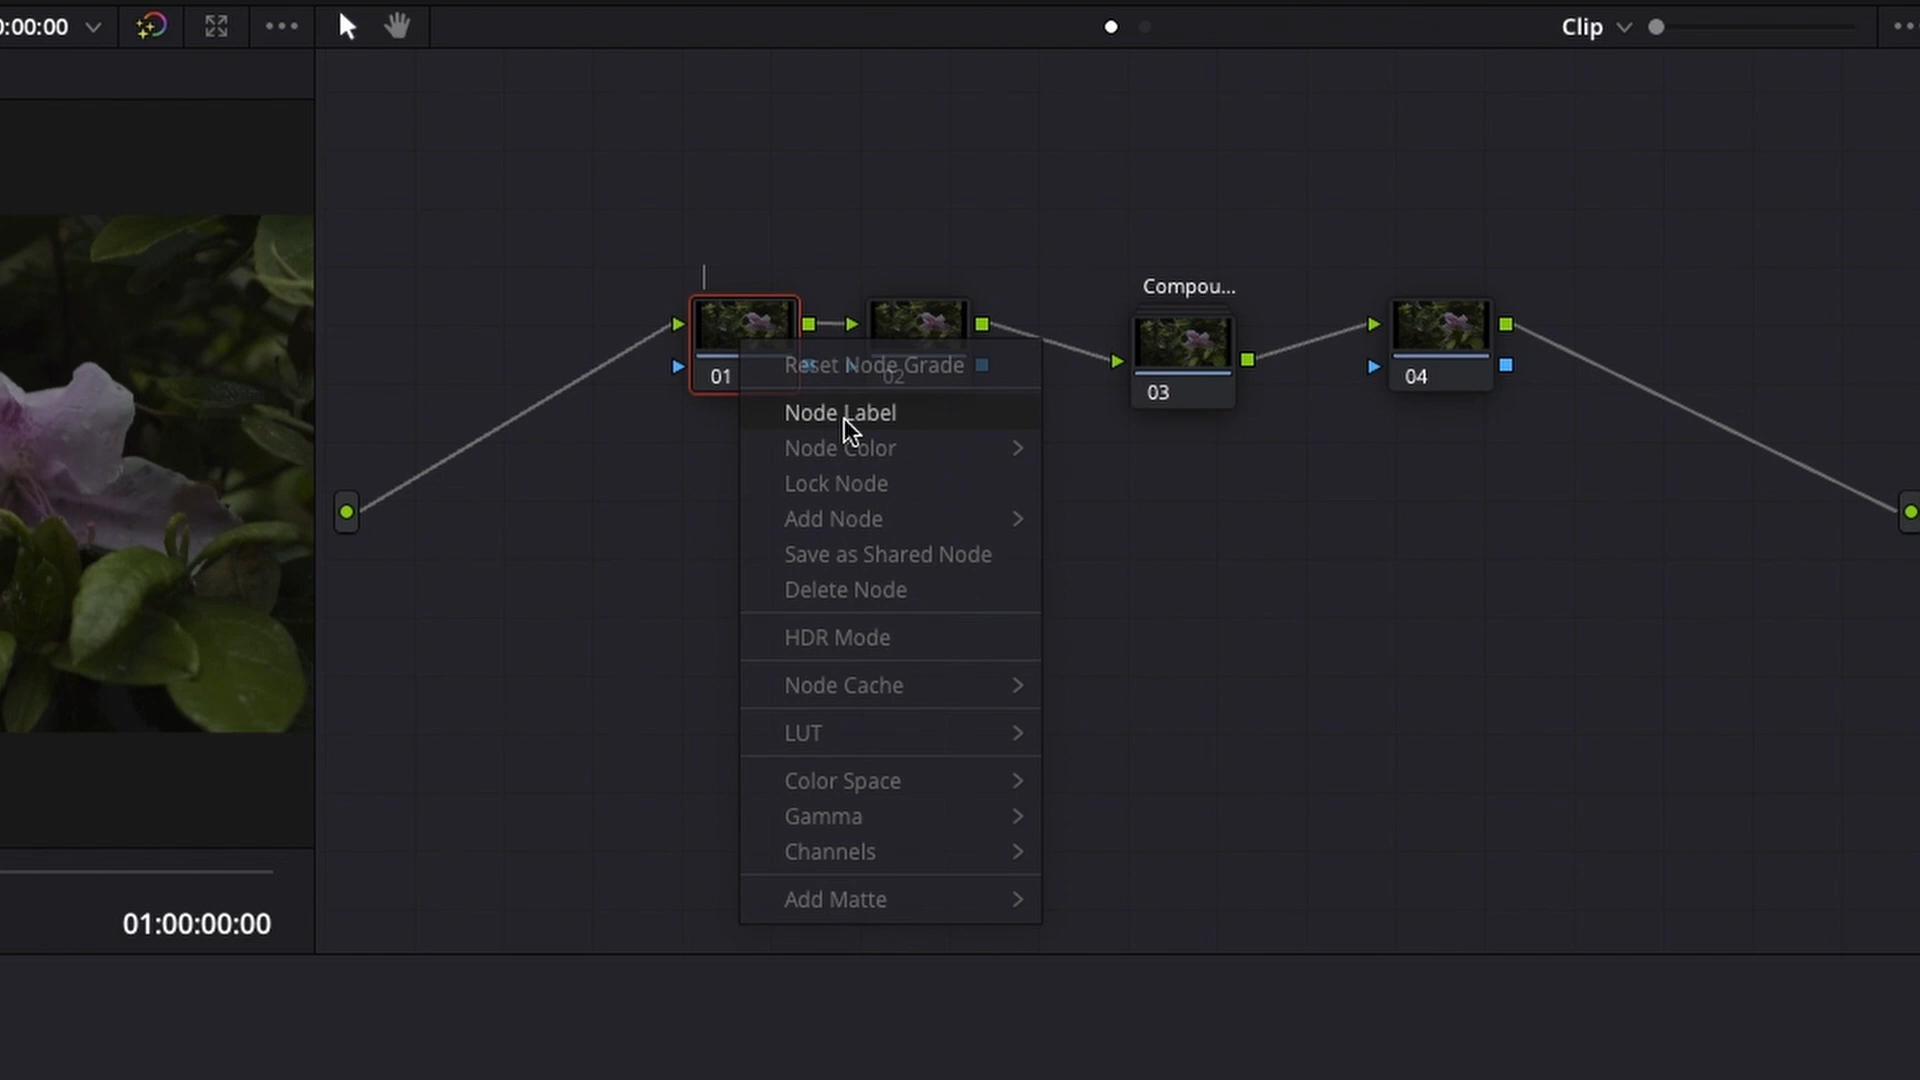 0:00:00
Clip
Compou...
01
02
03
04
Reset Node Grade
Node Label
Node Color
Lock Node
Add Node
Save as Shared Node
Delete Node
HDR Mode
Node Cache
LUT
Color Space
Gamma
Channels
Add Matte
01:00:00:00